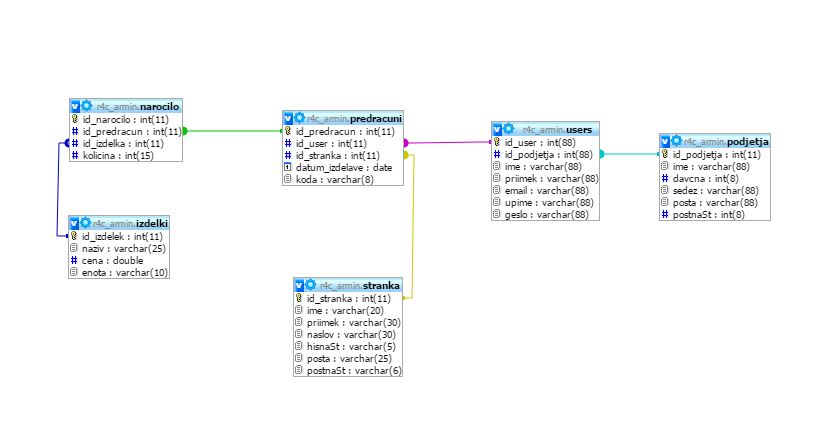 r4c_armin.narocilo
id_narocilo : int(11)
id_predracun : int(11)
id_izdelka : int(11)
kolicina : int(15)
r4c_armin.predracuni
id_predracun : int(11)
id_user : int(11)
id_stranka : int(11)
datum_izdelave : date
koda : varchar(8)
r4c_armin.users
id_user : int(88)
id_podjetja : int(88)
ime : varchar(88)
priimek : varchar(88)
email : varchar(88)
upime : varchar(88)
geslo : varchar(88)
r4c_armin.podjetja
id_podjetja : int(11)
ime : varchar(88)
davcna : int(8)
sedez : varchar(88)
posta : varchar(88)
postnaSt : int(8)
r4c_armin.izdelki
id_izdelek : int(11)
naziv : varchar(25)
cena : double
enota : varchar(10)
r4c_armin.stranka
id_stranka : int(11)
ime : varchar(20)
priimek : varchar(30)
naslov : varchar(30)
hisnaSt : varchar(5)
posta : varchar(25)
postnaSt : varchar(6)